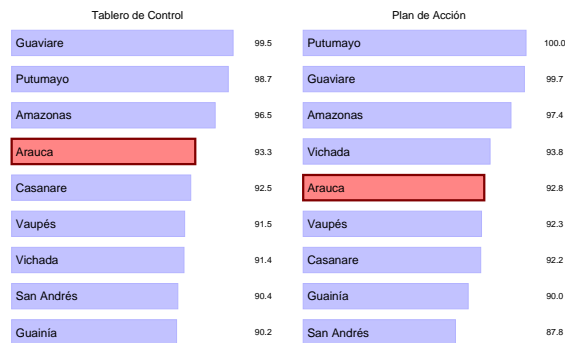 Tablero de Control
Guaviare 99.5
Putumayo 98.7
Amazonas 96.5
Arauca 93.3
Casanare 92.5
Vaupés 91.5
Vichada 91.4
San Andrés 90.4
Guainía 90.2
Plan de Acción
Putumayo 100.0
Guaviare 99.7
Amazonas 97.4
Vichada 93.8
Arauca 92.8
Vaupés 92.3
Casanare 92.2
Guainía 90.0
San Andrés 87.8